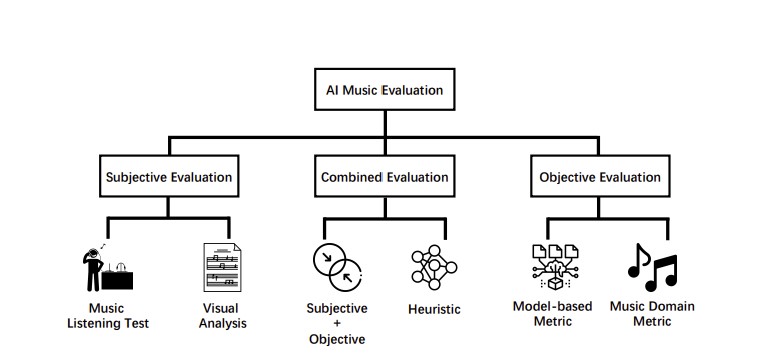 AI Music Evaluation
Subjective Evaluation
Combined Evaluation
Objective Evaluation
Music
Listening Test
Visual
Analysis
Subjective
+
Objective
Heuristic
Model-based
Metric
Music Domain
Metric